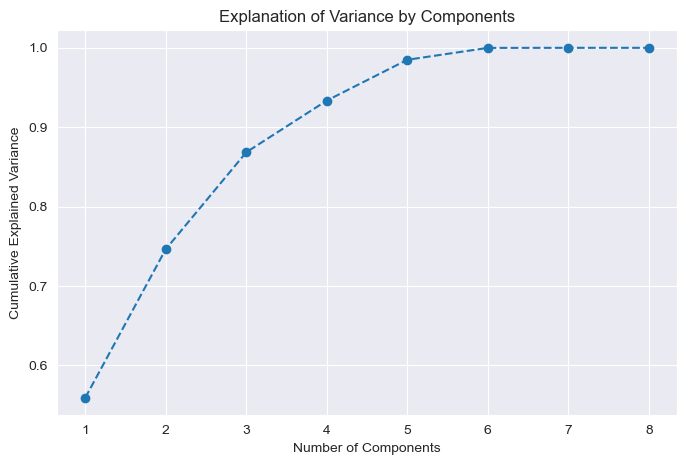 Explanation of Variance by Components
1.0
0.9
0.8
0.7
0.6
Cumulative Explained Variance
1 2 3 4 5 6 7 8
Number of Components